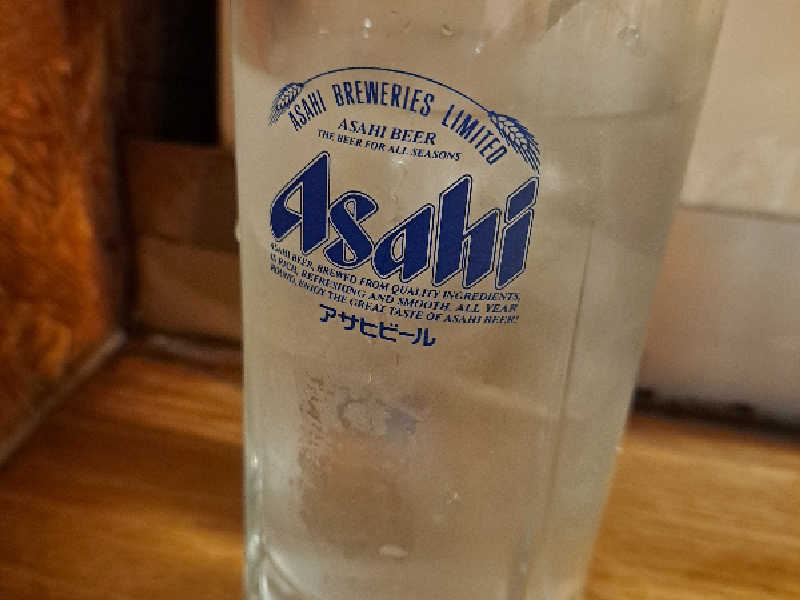 ASAHI BREWERIES LIMITED
ASAHI BEER
THE BEER FOR ALL SEASONS
Asahi
ASAHI BEER, BREWED FROM QUALITY INGREDIENTS,
IS RICH, REFRESHING AND SMOOTH. ALL YEAR
ROUND, ENJOY THE GREAT TASTE OF ASAHI BEER!
アサヒビール